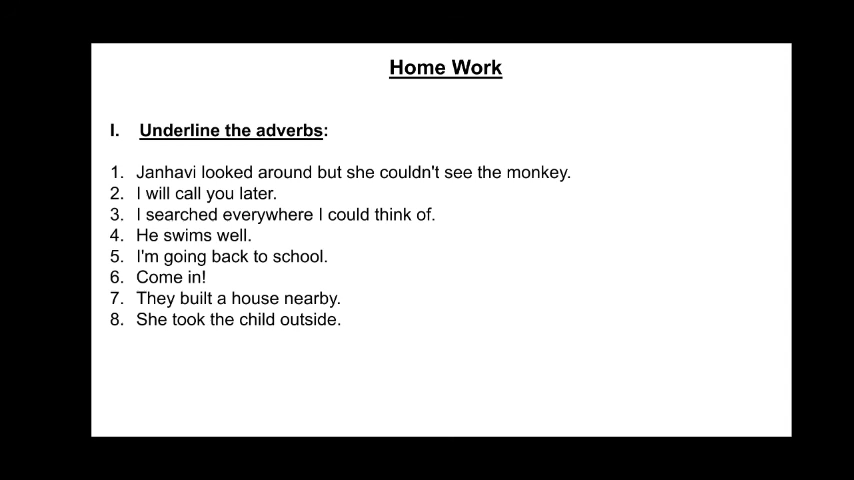 Home Work
I. Underline the adverbs:
1. Janhavi looked around but she couldn't see the monkey.
2. I will call you later.
3. I searched everywhere I could think of.
4. He swims well.
5. I'm going back to school.
6. Come in!
7. They built a house nearby.
8. She took the child outside.